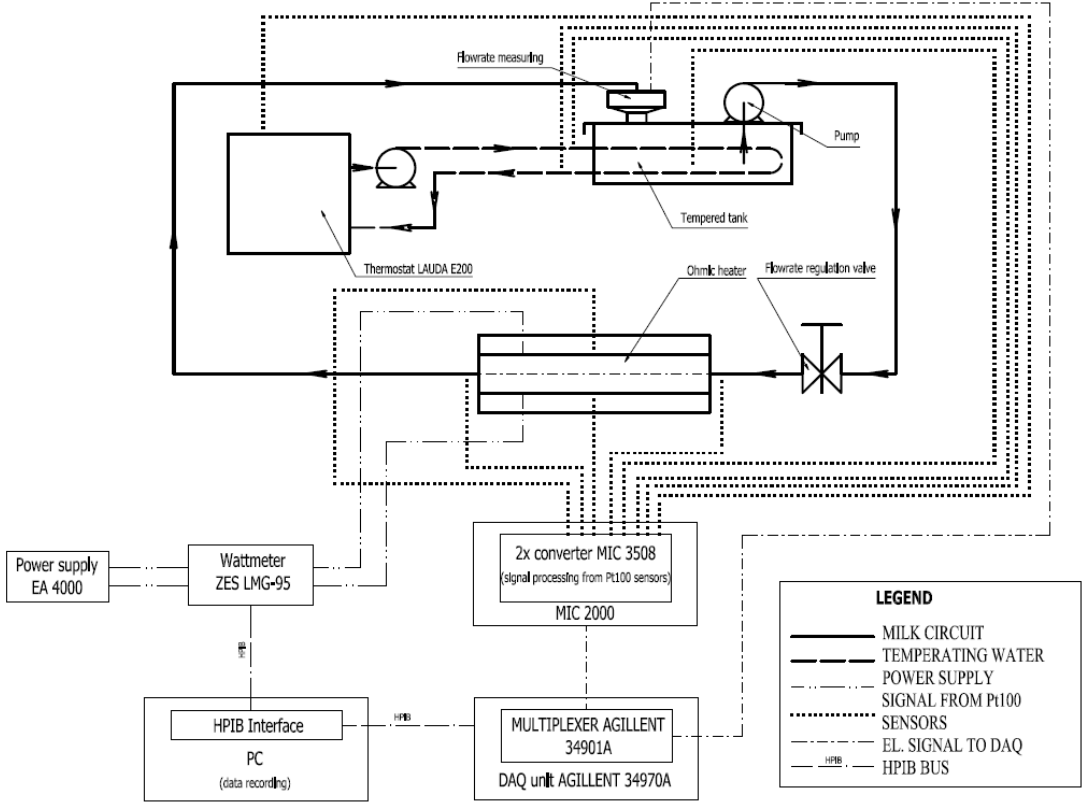 Flowrate measuring
Pump
Tempered tank
Thermostat LAUDA E200
Ohmic heater
Flowrate regulation valve
Power supply
EA 4000
Wattmeter
ZES LMG-95
2x converter MIC 3508
(signal processing from Pt100 sensors)
MIC 2000
HPIB
HPIB Interface
PC
(data recording)
HPIB
MULTIPLEXER AGILLENT
34901A
DAQ unit AGILLENT 34970A
LEGEND
MILK CIRCUIT
TEMPERATING WATER
POWER SUPPLY
SIGNAL FROM Pt100
SENSORS
EL. SIGNAL TO DAQ
HPIB
HPIB BUS